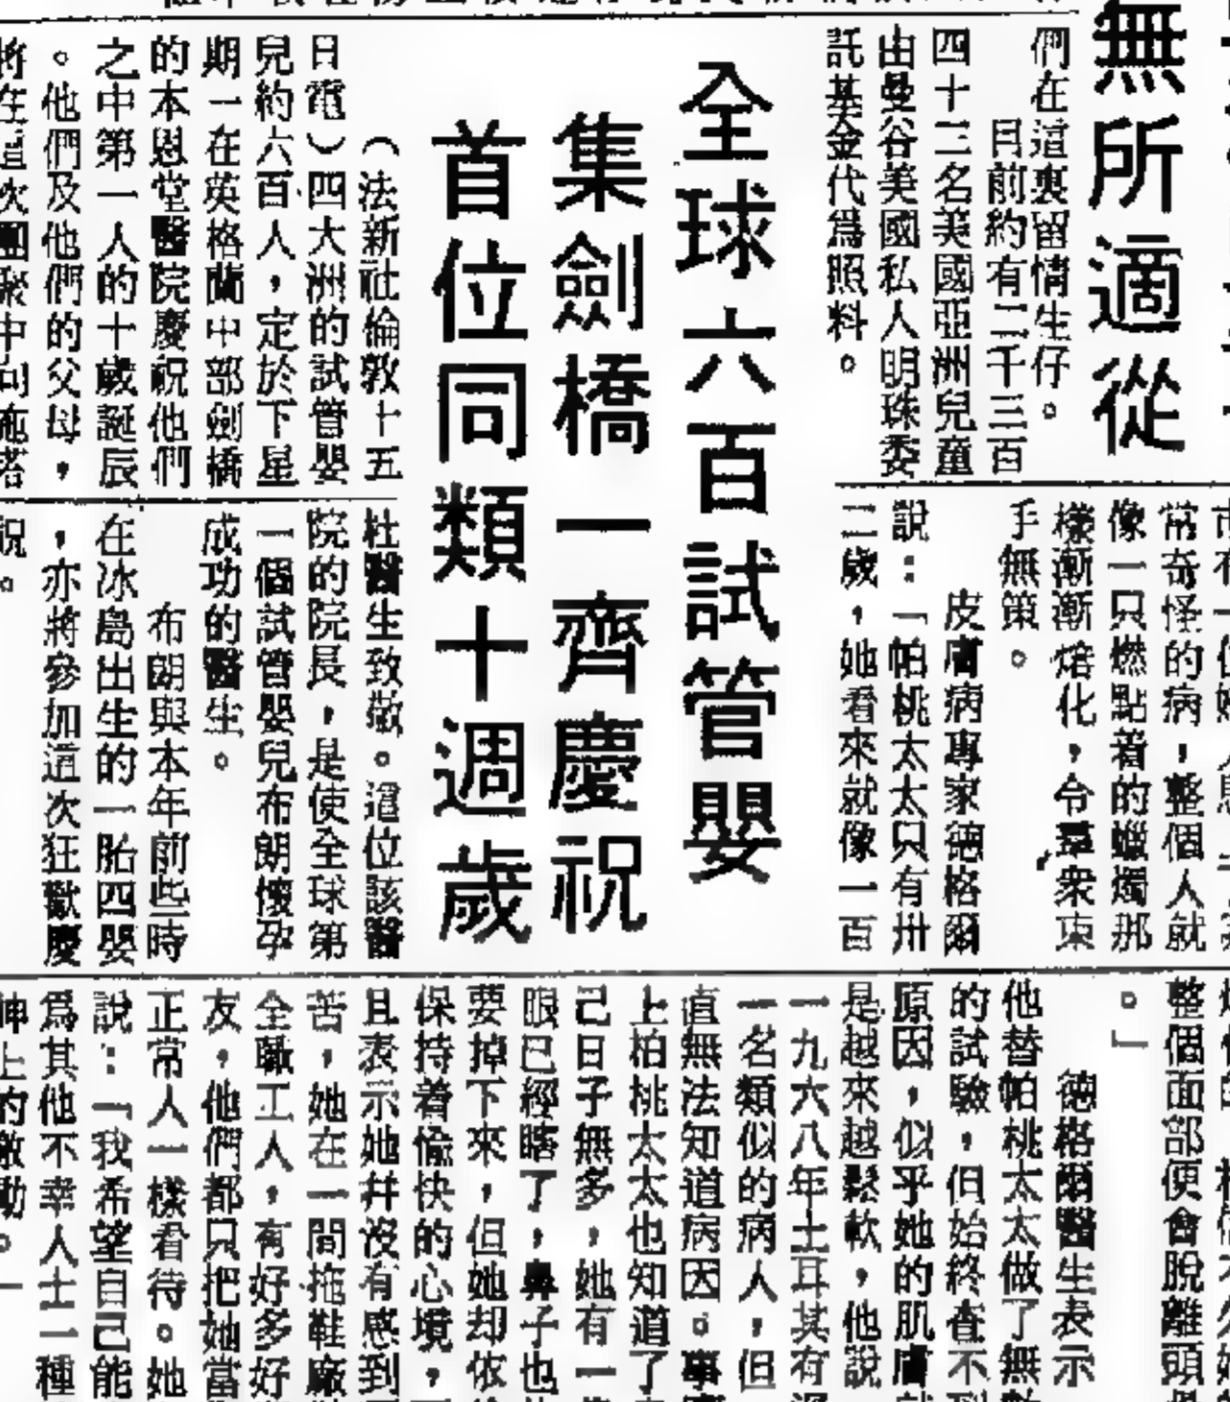 無所適從
們在這裏留情生仔。
目前約有二千三百
四十三名美國亞洲兒童
由曼谷美國私人明珠委
託基金代爲照料。
全球六百試管嬰
集劍橋一齊慶祝
首位同類十週歲
（法新社倫敦十五
日電）四大洲的試管嬰
兒約六百人，定於下星
期一在英格蘭中部劍橋
的本恩堂醫院慶祝他們
之中第一人的十歲誕辰
。他們及他們的父母，
將在這次團聚中向施諾
杜醫生致敬。這位該醫
院的院長，是使全球第
一個試管嬰兒布朗懷孕
成功的醫生。
布朗與本年前些時
在冰島出生的一胎四嬰
，亦將參加這次狂歡慶
祝。
常奇怪的病，整個人就
像一只燃點着的蠟燭那
樣漸漸熔化，令羣衆束
手無策。
皮膚病專家德格爾
說：「帕桃太太只有卅
二歲，她看來就像一百
整個面部便會脫離頭
。」
德格爾醫生表示
他替帕桃太太做了無數
的試驗，但始終查不到
原因，似乎她的肌膚
是越來越鬆軟，他說
一九六八年土耳其有過
一名類似的病人，但
直無法知道病因。事實
上柏桃太太也知道了
己日子無多，她有一
眼已經瞎了，鼻子也
要掉下來，但她却依
保持着愉快的心境，
且表示她幷沒有感到
苦，她在一間拖鞋廠
全職工人，有好多好
友，他們都只把她當
正常人一樣看待。她
說：「我希望自己能
爲其他不幸人士一種
神上的激動。」